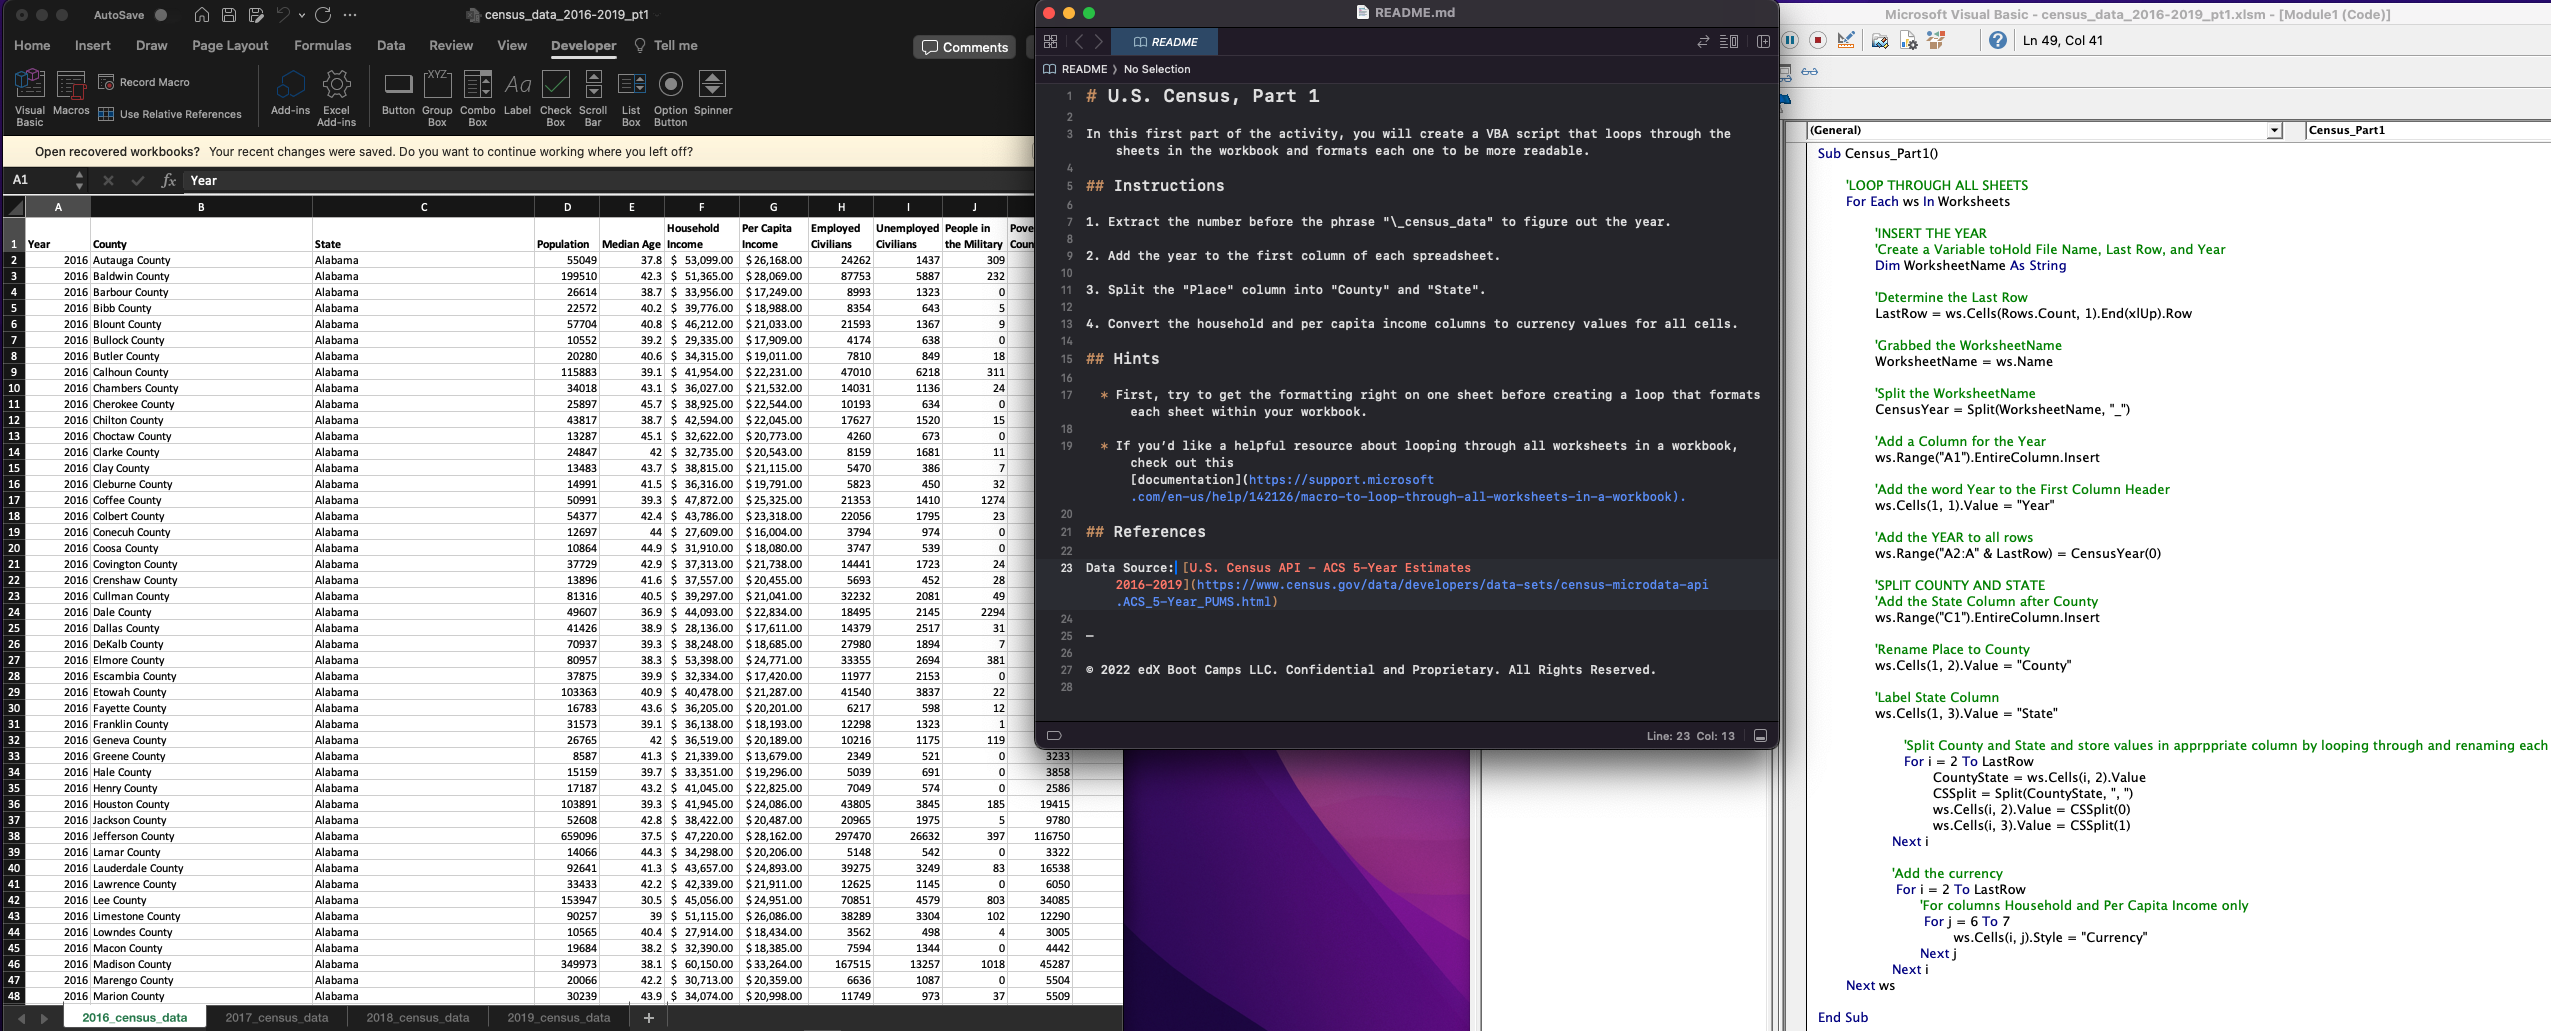 AutoSave
census_data_2016-2019_pt1
Home Insert Draw Page Layout Formulas Data Review View Developer Tell me
Comments
Visual Basic
Macros
Record Macro
Use Relative References
Add-ins
Excel Add-ins
Button
Group Box
Combo Box
Label
Check Box
Scroll Bar
List Box
Option Button
Spinner
Open recovered workbooks? Your recent changes were saved. Do you want to continue working where you left off?
A1 fx Year
A B C D E F G H I J
1 Year County State Population Median Age Household Income Per Capita Income Employed Civilians Unemployed Civilians People in the Military Pove Coun
2 2016 Autauga County Alabama 55049 37.8 $ 53,099.00 $ 26,168.00 24262 1437 309
3 2016 Baldwin County Alabama 199510 42.3 $ 51,365.00 $ 28,069.00 87753 5887 232
4 2016 Barbour County Alabama 26614 38.7 $ 33,956.00 $ 17,249.00 8993 1323 0
5 2016 Bibb County Alabama 22572 40.2 $ 39,776.00 $ 18,988.00 8354 643 5
6 2016 Blount County Alabama 57704 40.8 $ 46,212.00 $ 21,033.00 21593 1367 9
7 2016 Bullock County Alabama 10552 39.2 $ 29,335.00 $ 17,909.00 4174 638 0
8 2016 Butler County Alabama 20280 40.6 $ 34,315.00 $ 19,011.00 7810 849 18
9 2016 Calhoun County Alabama 115883 39.1 $ 41,954.00 $ 22,231.00 47010 6218 311
10 2016 Chambers County Alabama 34018 43.1 $ 36,027.00 $ 21,532.00 14031 1136 24
11 2016 Cherokee County Alabama 25897 45.7 $ 38,925.00 $ 22,544.00 10193 634 0
12 2016 Chilton County Alabama 43817 38.7 $ 42,594.00 $ 22,045.00 17627 1520 15
13 2016 Choctaw County Alabama 13287 45.1 $ 32,622.00 $ 20,773.00 4260 673 0
14 2016 Clarke County Alabama 24847 42 $ 32,735.00 $ 20,543.00 8159 1681 11
15 2016 Clay County Alabama 13483 43.7 $ 38,815.00 $ 21,115.00 5470 386 7
16 2016 Cleburne County Alabama 14991 41.5 $ 36,316.00 $ 19,791.00 5823 450 32
17 2016 Coffee County Alabama 50991 39.3 $ 47,872.00 $ 25,325.00 21353 1410 1274
18 2016 Colbert County Alabama 54377 42.4 $ 43,786.00 $ 23,318.00 22056 1795 23
19 2016 Conecuh County Alabama 12697 44 $ 27,609.00 $ 16,004.00 3794 974 0
20 2016 Coosa County Alabama 10864 44.9 $ 31,910.00 $ 18,080.00 3747 539 0
21 2016 Covington County Alabama 37729 42.9 $ 37,313.00 $ 21,738.00 14441 1723 24
22 2016 Crenshaw County Alabama 13896 41.6 $ 37,557.00 $ 20,455.00 5693 452 28
23 2016 Cullman County Alabama 81316 40.5 $ 39,297.00 $ 21,041.00 32232 2081 49
24 2016 Dale County Alabama 49607 36.9 $ 44,093.00 $ 22,834.00 18495 2145 2294
25 2016 Dallas County Alabama 41426 38.9 $ 28,136.00 $ 17,611.00 14379 2517 31
26 2016 DeKalb County Alabama 70937 39.3 $ 38,248.00 $ 18,685.00 27980 1894 7
27 2016 Elmore County Alabama 80957 38.3 $ 53,398.00 $ 24,771.00 33355 2694 381
28 2016 Escambia County Alabama 37875 39.9 $ 32,334.00 $ 17,420.00 11977 2153 0
29 2016 Etowah County Alabama 103363 40.9 $ 40,478.00 $ 21,287.00 41540 3837 22
30 2016 Fayette County Alabama 16783 43.6 $ 36,205.00 $ 20,201.00 6217 598 12
31 2016 Franklin County Alabama 31573 39.1 $ 36,138.00 $ 18,193.00 12298 1323 1
32 2016 Geneva County Alabama 26765 42 $ 36,519.00 $ 20,189.00 10216 1175 119
33 2016 Greene County Alabama 8587 41.3 $ 21,339.00 $ 13,679.00 2349 521 0 3233
34 2016 Hale County Alabama 15159 39.7 $ 33,351.00 $ 19,296.00 5039 691 0 3858
35 2016 Henry County Alabama 17187 43.2 $ 41,045.00 $ 22,825.00 7049 574 0 2586
36 2016 Houston County Alabama 103891 39.3 $ 41,945.00 $ 24,086.00 43805 3845 185 19415
37 2016 Jackson County Alabama 52608 42.8 $ 38,422.00 $ 20,487.00 20965 1975 5 9780
38 2016 Jefferson County Alabama 659096 37.5 $ 47,220.00 $ 28,162.00 297470 26632 397 116750
39 2016 Lamar County Alabama 14066 44.3 $ 34,298.00 $ 20,206.00 5148 542 0 3322
40 2016 Lauderdale County Alabama 92641 41.3 $ 43,657.00 $ 24,893.00 39275 3249 83 16538
41 2016 Lawrence County Alabama 33433 42.2 $ 42,339.00 $ 21,911.00 12625 1145 0 6050
42 2016 Lee County Alabama 153947 30.5 $ 45,056.00 $ 24,951.00 70851 4579 803 34085
43 2016 Limestone County Alabama 90257 39 $ 51,115.00 $ 26,086.00 38289 3304 102 12290
44 2016 Lowndes County Alabama 10565 40.4 $ 27,914.00 $ 18,434.00 3562 498 4 3005
45 2016 Macon County Alabama 19684 38.2 $ 32,390.00 $ 18,385.00 7594 1344 0 4442
46 2016 Madison County Alabama 349973 38.1 $ 60,150.00 $ 33,264.00 167515 13257 1018 45287
47 2016 Marengo County Alabama 20066 42.2 $ 30,713.00 $ 20,359.00 6636 1087 0 5504
48 2016 Marion County Alabama 30239 43.9 $ 34,074.00 $ 20,998.00 11749 973 37 5509
2016_census_data 2017_census_data 2018_census_data 2019_census_data +
README.md
README
README > No Selection
1 # U.S. Census, Part 1
2
3 In this first part of the activity, you will create a VBA script that loops through the
sheets in the workbook and formats each one to be more readable.
4
5 ## Instructions
6
7 1. Extract the number before the phrase "\_census_data" to figure out the year.
8
9 2. Add the year to the first column of each spreadsheet.
10
11 3. Split the "Place" column into "County" and "State".
12
13 4. Convert the household and per capita income columns to currency values for all cells.
14
15 ## Hints
16
17 * First, try to get the formatting right on one sheet before creating a loop that formats
each sheet within your workbook.
18
19 * If you’d like a helpful resource about looping through all worksheets in a workbook,
check out this
[documentation](https://support.microsoft
.com/en-us/help/142126/macro-to-loop-through-all-worksheets-in-a-workbook).
20
21 ## References
22
23 Data Source: [U.S. Census API - ACS 5-Year Estimates
2016-2019](https://www.census.gov/data/developers/data-sets/census-microdata-api
.ACS_5-Year_PUMS.html)
24
25 —
26
27 © 2022 edX Boot Camps LLC. Confidential and Proprietary. All Rights Reserved.
28
Line: 23 Col: 13
Microsoft Visual Basic - census_data_2016-2019_pt1.xlsm - [Module1 (Code)]
Ln 49, Col 41
(General) Census_Part1
Sub Census_Part1()
'LOOP THROUGH ALL SHEETS
For Each ws In Worksheets
'INSERT THE YEAR
'Create a Variable toHold File Name, Last Row, and Year
Dim WorksheetName As String
'Determine the Last Row
LastRow = ws.Cells(Rows.Count, 1).End(xlUp).Row
'Grabbed the WorksheetName
WorksheetName = ws.Name
'Split the WorksheetName
CensusYear = Split(WorksheetName, "_")
'Add a Column for the Year
ws.Range("A1").EntireColumn.Insert
'Add the word Year to the First Column Header
ws.Cells(1, 1).Value = "Year"
'Add the YEAR to all rows
ws.Range("A2:A" & LastRow) = CensusYear(0)
'SPLIT COUNTY AND STATE
'Add the State Column after County
ws.Range("C1").EntireColumn.Insert
'Rename Place to County
ws.Cells(1, 2).Value = "County"
'Label State Column
ws.Cells(1, 3).Value = "State"
'Split County and State and store values in apprppriate column by looping through and renaming each
For i = 2 To LastRow
CountyState = ws.Cells(i, 2).Value
CSSplit = Split(CountyState, ", ")
ws.Cells(i, 2).Value = CSSplit(0)
ws.Cells(i, 3).Value = CSSplit(1)
Next i
'Add the currency
For i = 2 To LastRow
'For columns Household and Per Capita Income only
For j = 6 To 7
ws.Cells(i, j).Style = "Currency"
Next j
Next i
Next ws
End Sub